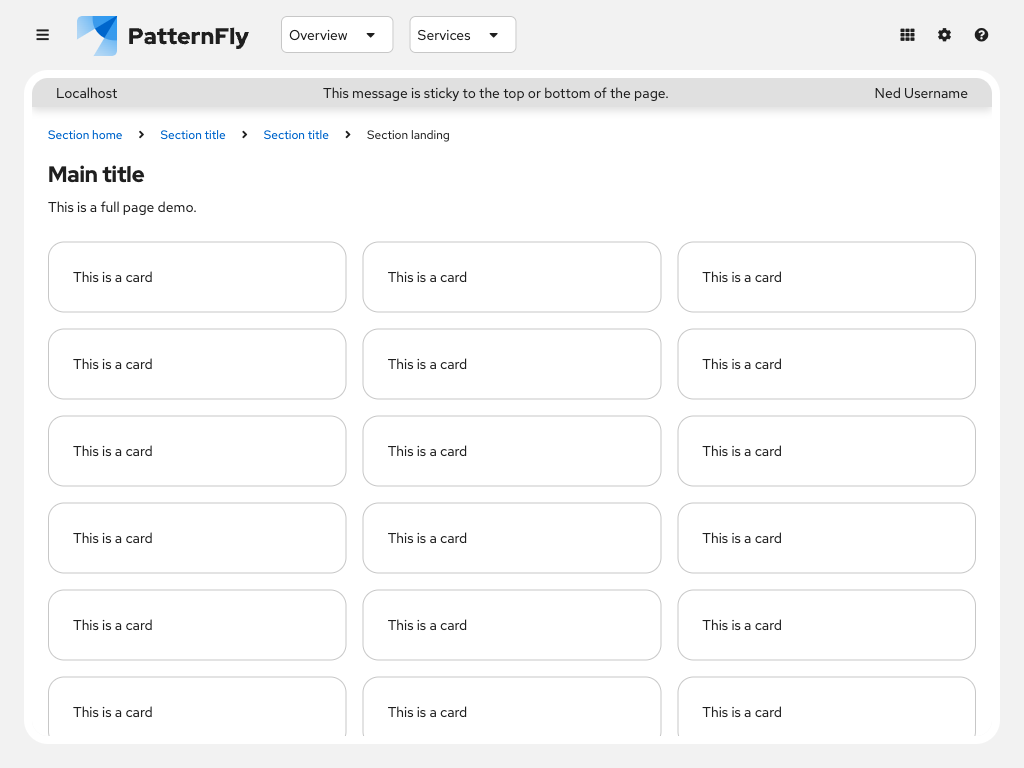 PatternFly Overview Services
Localhost This message is sticky to the top or bottom of the page. Ned Username
Section home Section title Section title Section landing
Main title
This is a full page demo.
This is a card This is a card This is a card
This is a card This is a card This is a card
This is a card This is a card This is a card
This is a card This is a card This is a card
This is a card This is a card This is a card
This is a card This is a card This is a card